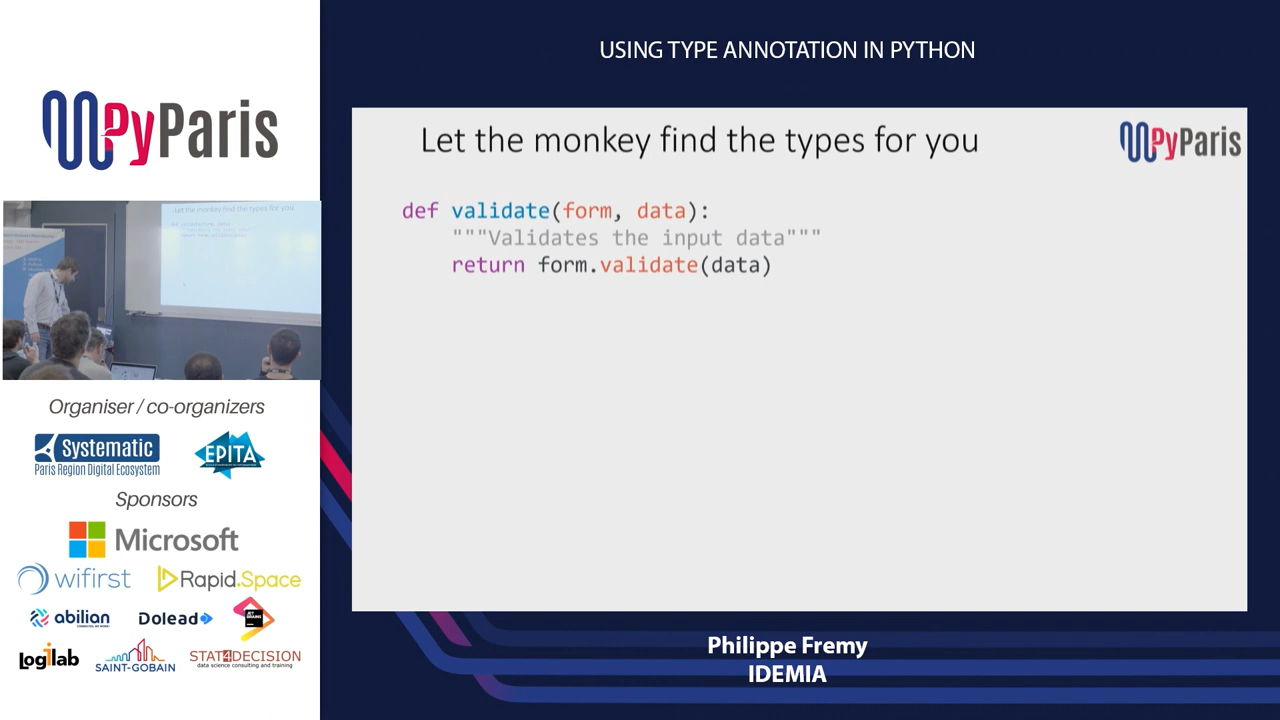 PyParis
Organiser / co-organizers
Systematic
Paris Region Digital Ecosystem
EPITA
Sponsors
Microsoft
wifirst
Rapid.Space
abilian
Dolead
JET BRAINS
Logilab
SAINT-GOBAIN
STAT4DECISION
data science consulting and training
USING TYPE ANNOTATION IN PYTHON
Let the monkey find the types for you
PyParis
def validate(form, data):
"""Validates the input data"""
return form.validate(data)
Philippe Fremy
IDEMIA